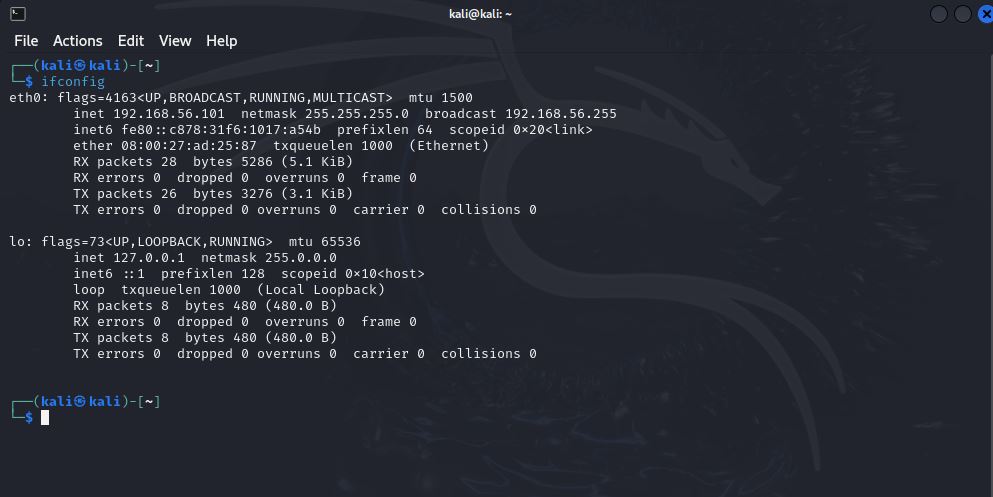 kali@kali: ~
File Actions Edit View Help
┌──(kali㉿kali)-[~]
└─$ ifconfig
eth0: flags=4163<UP,BROADCAST,RUNNING,MULTICAST>  mtu 1500
        inet 192.168.56.101  netmask 255.255.255.0  broadcast 192.168.56.255
        inet6 fe80::c878:31f6:1017:a54b  prefixlen 64  scopeid 0×20<link>
        ether 08:00:27:ad:25:87  txqueuelen 1000  (Ethernet)
        RX packets 28  bytes 5286 (5.1 KiB)
        RX errors 0  dropped 0  overruns 0  frame 0
        TX packets 26  bytes 3276 (3.1 KiB)
        TX errors 0  dropped 0 overruns 0  carrier 0  collisions 0

lo: flags=73<UP,LOOPBACK,RUNNING>  mtu 65536
        inet 127.0.0.1  netmask 255.0.0.0
        inet6 ::1  prefixlen 128  scopeid 0×10<host>
        loop  txqueuelen 1000  (Local Loopback)
        RX packets 8  bytes 480 (480.0 B)
        RX errors 0  dropped 0  overruns 0  frame 0
        TX packets 8  bytes 480 (480.0 B)
        TX errors 0  dropped 0 overruns 0  carrier 0  collisions 0

┌──(kali㉿kali)-[~]
└─$